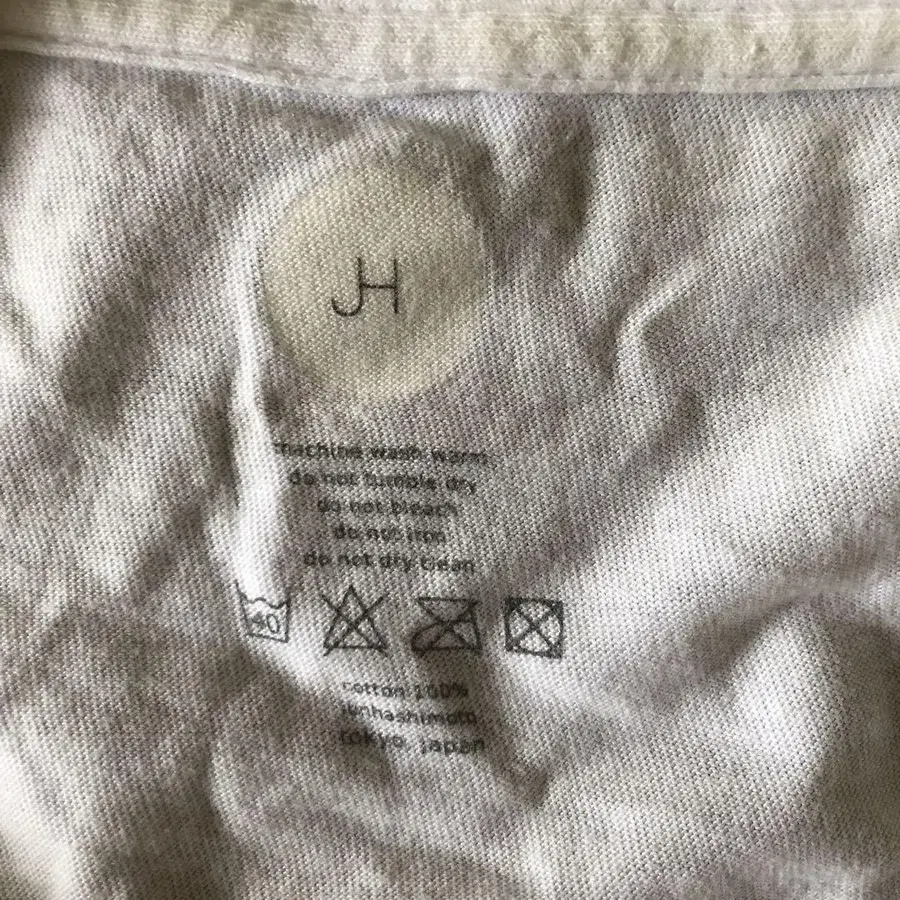 JH
machine wash warm
do not tumble dry
do not bleach
do not iron
do not dry clean
40
cotton 100%
junhashimoto
tokyo, japan